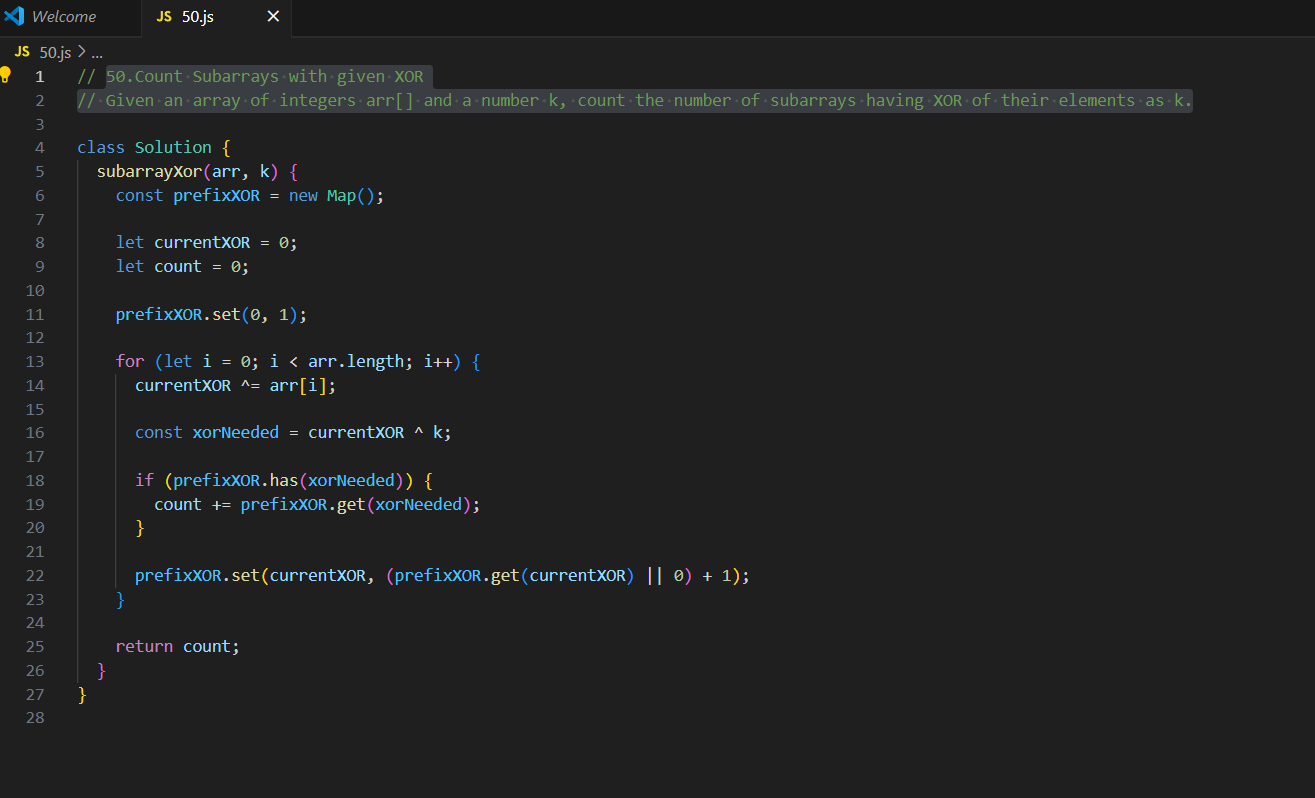 Welcome
JS 50.js ×
JS 50.js > ...
1 // 50.Count Subarrays with given XOR
2 // Given an array of integers arr[] and a number k, count the number of subarrays having XOR of their elements as k.
3
4 class Solution {
5 subarrayXor(arr, k) {
6 const prefixXOR = new Map();
7
8 let currentXOR = 0;
9 let count = 0;
10
11 prefixXOR.set(0, 1);
12
13 for (let i = 0; i < arr.length; i++) {
14 currentXOR ^= arr[i];
15
16 const xorNeeded = currentXOR ^ k;
17
18 if (prefixXOR.has(xorNeeded)) {
19 count += prefixXOR.get(xorNeeded);
20 }
21
22 prefixXOR.set(currentXOR, (prefixXOR.get(currentXOR) || 0) + 1);
23 }
24
25 return count;
26 }
27 }
28